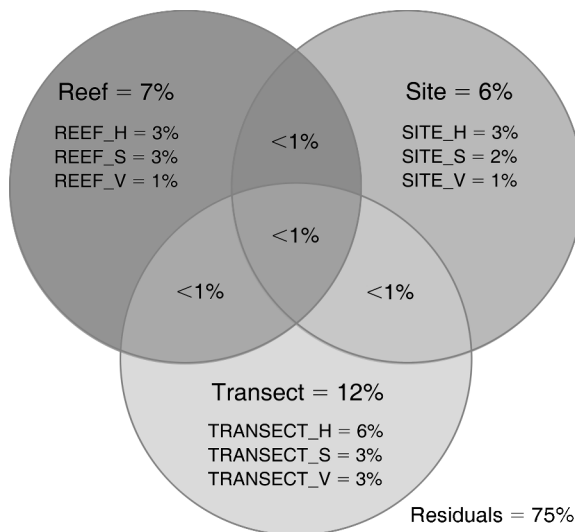 Reef = 7%
REEF_H = 3%
REEF_S = 3%
REEF_V = 1%
<1%
Site = 6%
SITE_H = 3%
SITE_S = 2%
SITE_V = 1%
<1%
<1%
<1%
Transect = 12%
TRANSECT_H = 6%
TRANSECT_S = 3%
TRANSECT_V = 3%
Residuals = 75%